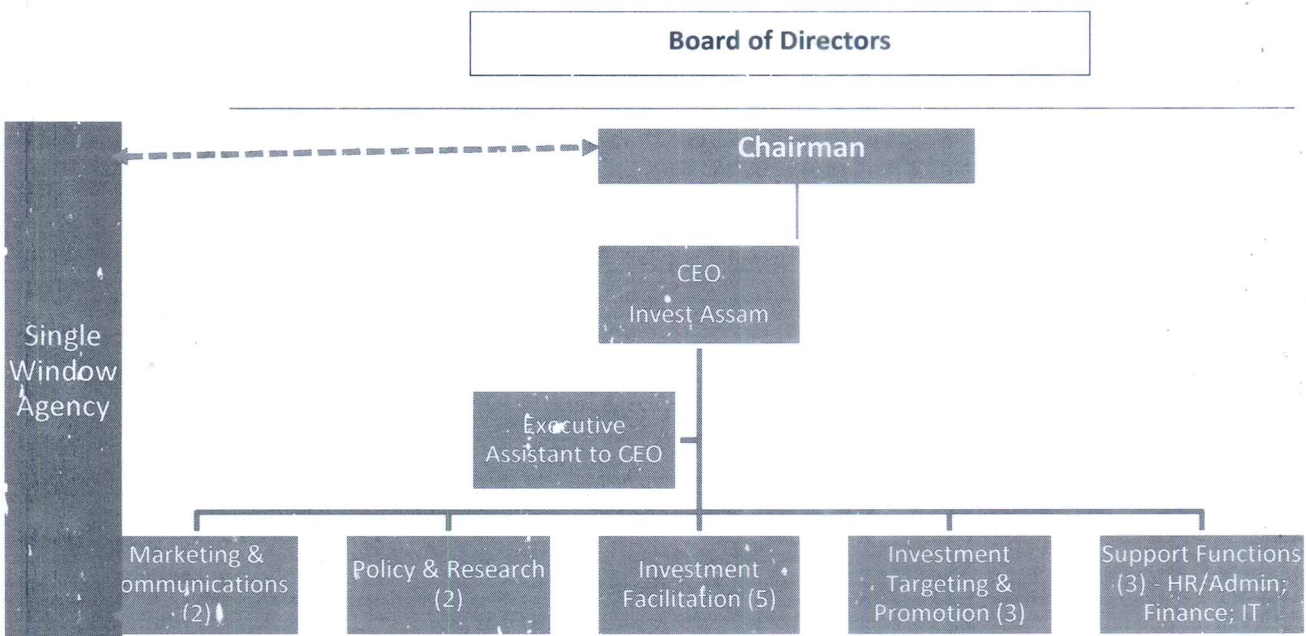 Board of Directors
Chairman
CEO
Invest Assam
Single
Window
Agency
Executive
Assistant to CEO
Marketing &
ommunications
(2)
Policy & Research
(2)
Investment
Facilitation (5)
Investment
Targeting &
Promotion (3)
Support Functions
(3) - HR/Admin;
Finance; IT